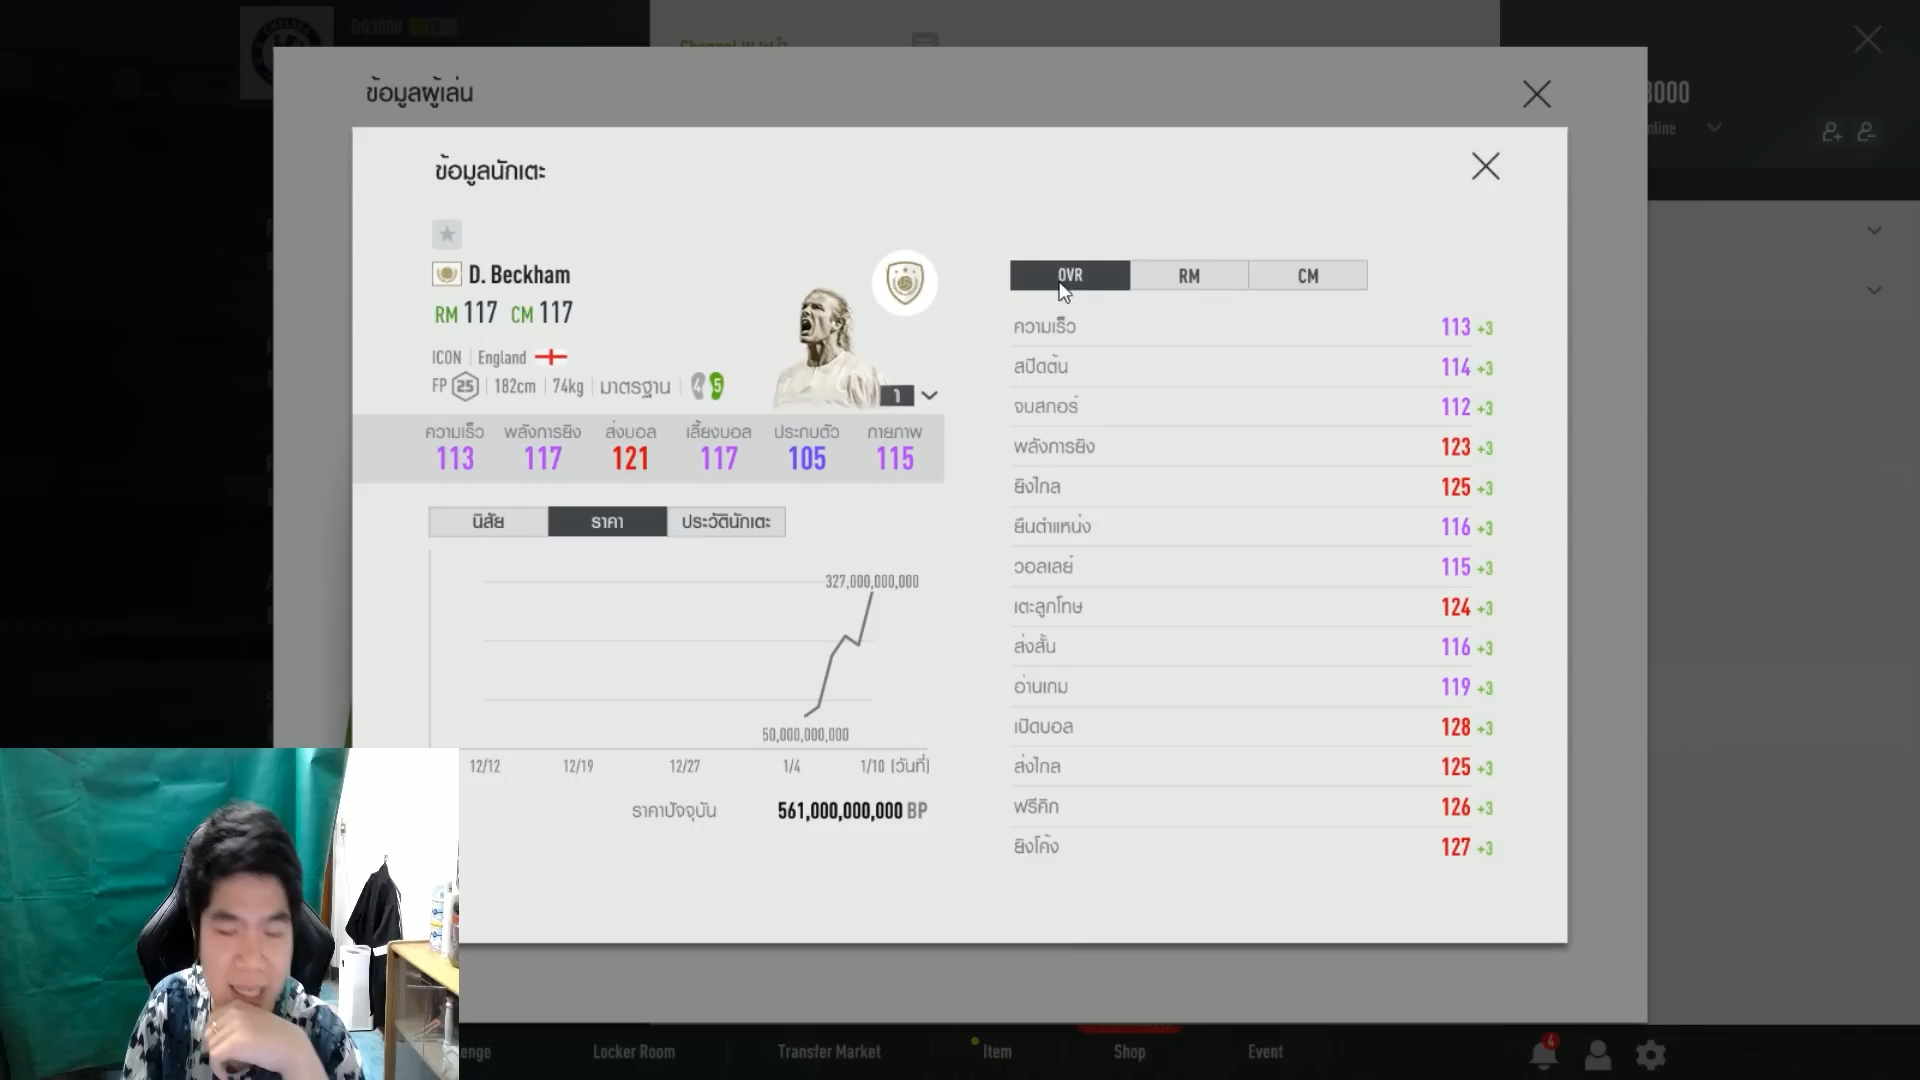 ข้อมูลผู้เล่น
3000
nline
ข้อมูลนักเตะ
D. Beckham
RM 117 CM 117
ICON England
FP 25 182cm 74kg มาตรฐาน 4 5
1
ความเร็ว พลังการยิง ส่งบอล เลี้ยงบอล ประกบตัว กายภาพ
113 117 121 117 105 115
นิสัย ราคา ประวัตินักเตะ
327,000,000,000
50,000,000,000
12/12 12/19 12/27 1/4 1/10 (วันที่)
ราคาปัจจุบัน 561,000,000,000 BP
OVR RM CM
ความเร็ว 113 +3
สปีดต้น 114 +3
จบสกอร์ 112 +3
พลังการยิง 123 +3
ยิงไกล 125 +3
ยืนตำแหน่ง 116 +3
วอลเลย์ 115 +3
เตะลูกโทษ 124 +3
ส่งสั้น 116 +3
อ่านเกม 119 +3
เปิดบอล 128 +3
ส่งไกล 125 +3
ฟรีคิก 126 +3
ยิงโค้ง 127 +3
enge Locker Room Transfer Market Item Shop Event 4